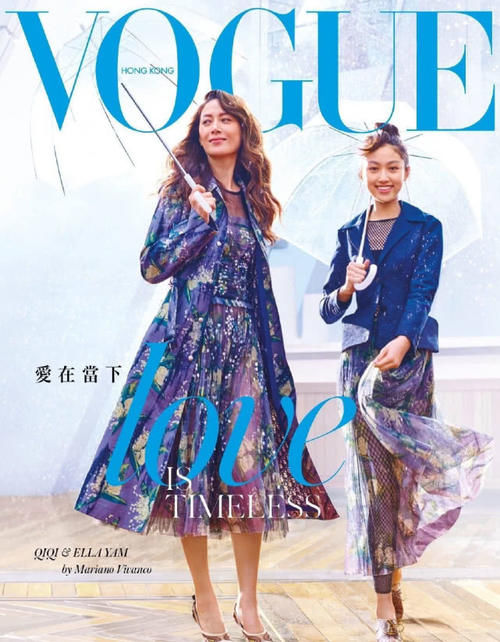 VOGUE
HONG KONG
愛在當下
love
IS
TIMELESS
QIQI & ELLA YAM
by Mariano Vivanco